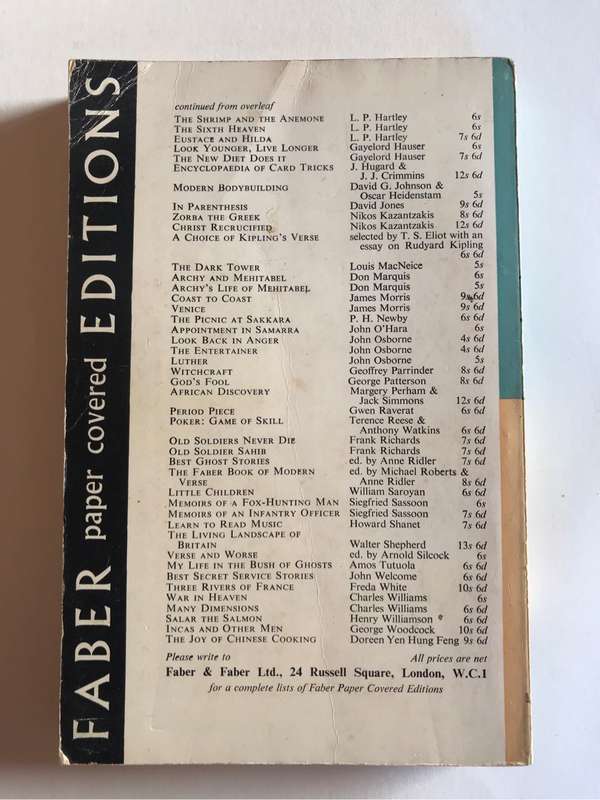 FABER paper covered EDITIONS
continued from overleaf
THE SHRIMP AND THE ANEMONE L. P. Hartley 6s
THE SIXTH HEAVEN L. P. Hartley 6s
EUSTACE AND HILDA L. P. Hartley 7s 6d
LOOK YOUNGER, LIVE LONGER Gayelord Hauser 6s
THE NEW DIET DOES IT Gayelord Hauser 7s 6d
ENCYCLOPAEDIA OF CARD TRICKS J. Hugard &
J. J. Crimmins 12s 6d
MODERN BODYBUILDING David G. Johnson &
Oscar Heidenstam 5s
IN PARENTHESIS David Jones 9s 6d
ZORBA THE GREEK Nikos Kazantzakis 8s 6d
CHRIST RECRUCIFIED Nikos Kazantzakis 12s 6d
A CHOICE OF KIPLING'S VERSE selected by T. S. Eliot with an
essay on Rudyard Kipling
6s 6d
THE DARK TOWER Louis MacNeice 5s
ARCHY AND MEHITABEL Don Marquis 6s
ARCHY'S LIFE OF MEHITABEL Don Marquis 5s
COAST TO COAST James Morris 9s 6d
VENICE James Morris 9s 6d
THE PICNIC AT SAKKARA P. H. Newby 6s 6d
APPOINTMENT IN SAMARRA John O'Hara 6s
LOOK BACK IN ANGER John Osborne 4s 6d
THE ENTERTAINER John Osborne 4s 6d
LUTHER John Osborne 5s
WITCHCRAFT Geoffrey Parrinder 8s 6d
GOD'S FOOL George Patterson 8s 6d
AFRICAN DISCOVERY Margery Perham &
Jack Simmons 12s 6d
PERIOD PIECE Gwen Raverat 6s 6d
POKER: GAME OF SKILL Terence Reese &
Anthony Watkins 6s 6d
OLD SOLDIERS NEVER DIE Frank Richards 7s 6d
OLD SOLDIER SAHIB Frank Richards 7s 6d
BEST GHOST STORIES ed. by Anne Ridler 7s 6d
THE FABER BOOK OF MODERN ed. by Michael Roberts &
VERSE Anne Ridler 8s 6d
LITTLE CHILDREN William Saroyan 6s 6d
MEMOIRS OF A FOX-HUNTING MAN Siegfried Sassoon 6s
MEMOIRS OF AN INFANTRY OFFICER Siegfried Sassoon 7s 6d
LEARN TO READ MUSIC Howard Shanet 7s 6d
THE LIVING LANDSCAPE OF
BRITAIN Walter Shepherd 13s 6d
VERSE AND WORSE ed. by Arnold Silcock 6s
MY LIFE IN THE BUSH OF GHOSTS Amos Tutuola 6s 6d
BEST SECRET SERVICE STORIES John Welcome 6s 6d
THREE RIVERS OF FRANCE Freda White 10s 6d
WAR IN HEAVEN Charles Williams 6s
MANY DIMENSIONS Charles Williams 6s 6d
SALAR THE SALMON Henry Williamson 6s 6d
INCAS AND OTHER MEN George Woodcock 10s 6d
THE JOY OF CHINESE COOKING Doreen Yen Hung Feng 9s 6d
Please write to All prices are net
Faber & Faber Ltd., 24 Russell Square, London, W.C.1
for a complete lists of Faber Paper Covered Editions